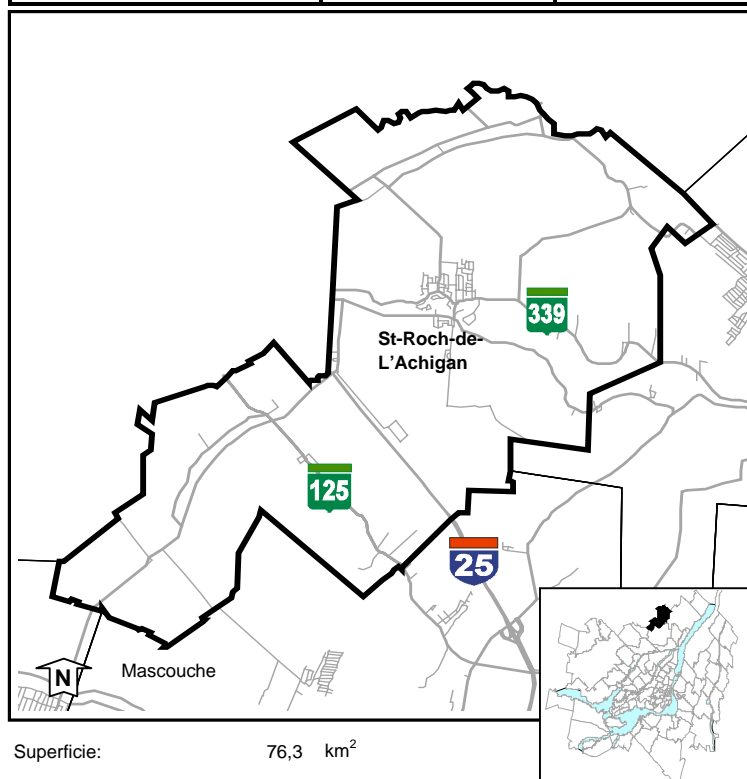 339
St-Roch-de-
L'Achigan
125
25
N
Mascouche
Superficie: 76,3 km²